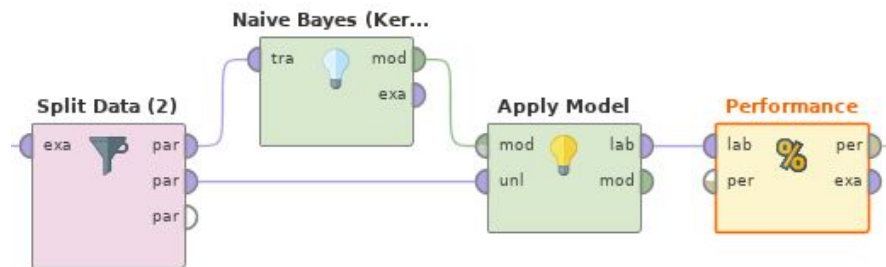 Naive Bayes (Ker...
tra mod
exa
Split Data (2)
exa par
par
par
Apply Model
mod lab
unl mod
Performance
%
lab per
per exa